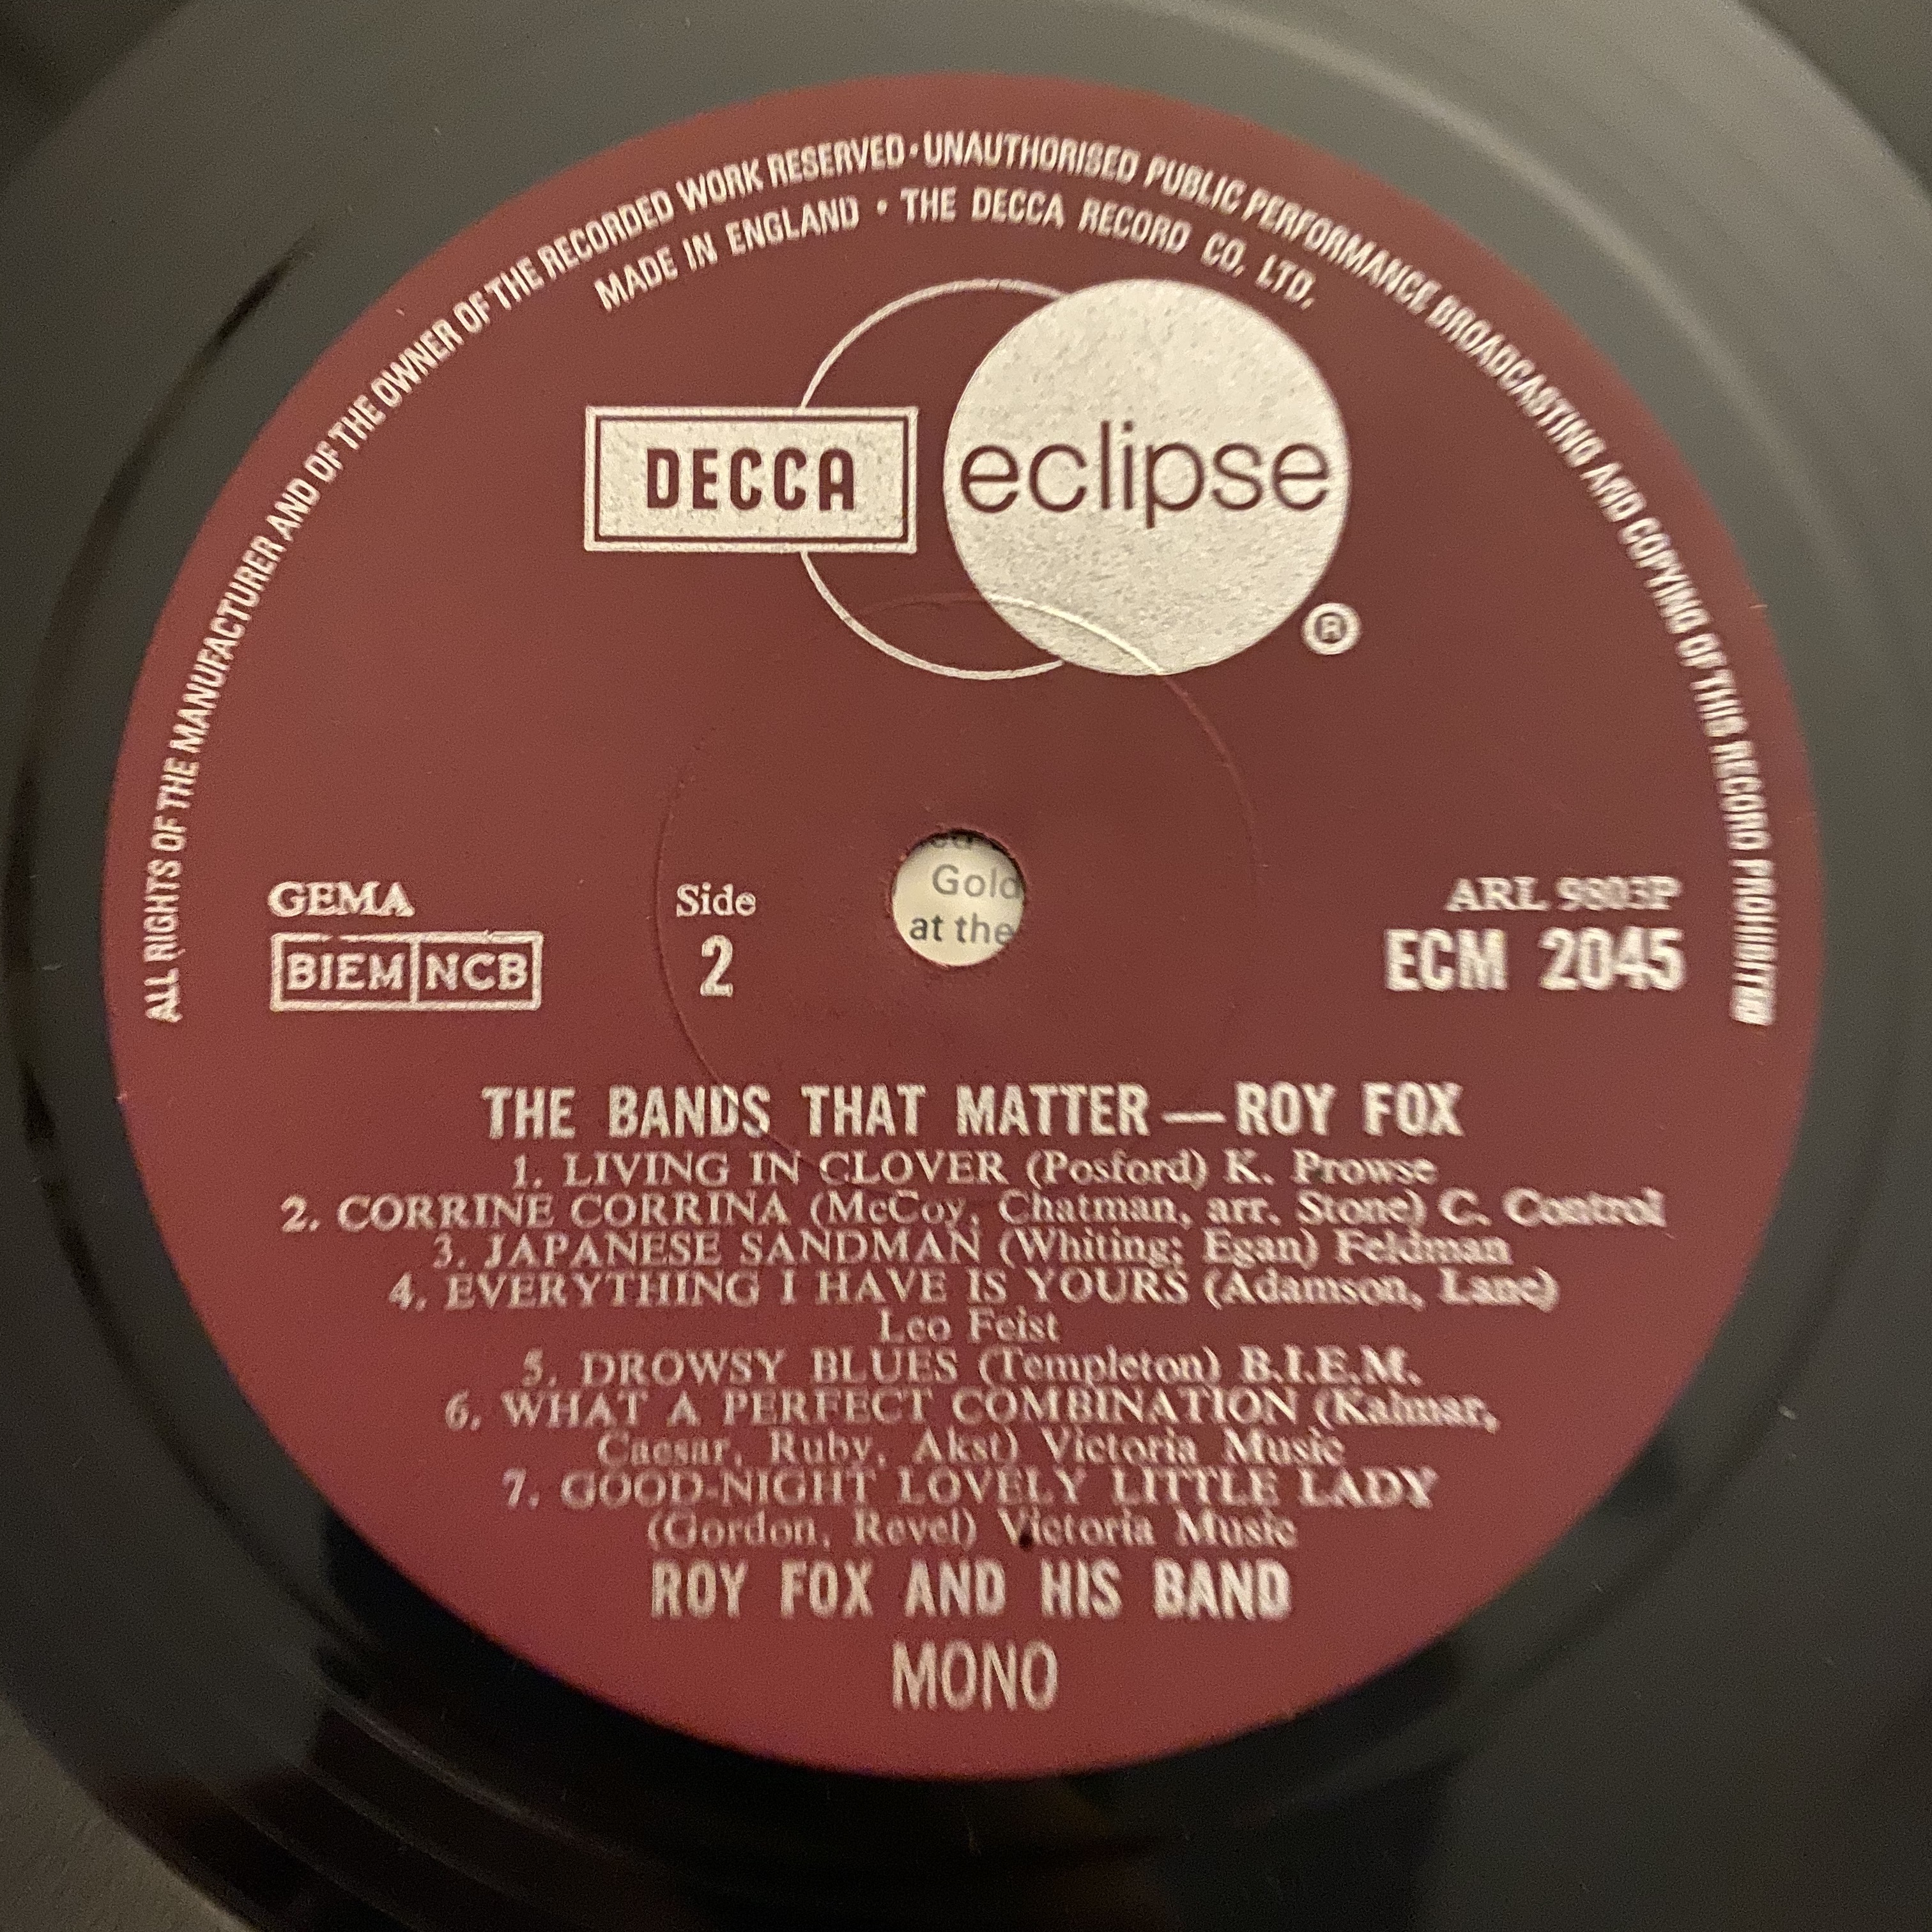 ALL RIGHTS OF THE MANUFACTURER AND OF THE OWNER OF THE RECORDED WORK RESERVED·UNAUTHORISED PUBLIC PERFORMANCE BROADCASTING AND COPYING OF THIS RECORD PROHIBITED
MADE IN ENGLAND · THE DECCA RECORD CO. LTD.
DECCA eclipse
®
Gold
at the
GEMA
BIEM NCB
Side
2
ARL 9803P
ECM 2045
THE BANDS THAT MATTER—ROY FOX
1. LIVING IN CLOVER (Posford) K. Prowse
2. CORRINE CORRINA (McCoy, Chatman, arr. Stone) C. Control
3. JAPANESE SANDMAN (Whiting; Egan) Feldman
4. EVERYTHING I HAVE IS YOURS (Adamson, Lane)
Leo Feist
5. DROWSY BLUES (Templeton) B.I.E.M.
6. WHAT A PERFECT COMBINATION (Kalmar,
Caesar, Ruby, Akst) Victoria Music
7. GOOD-NIGHT LOVELY LITTLE LADY
(Gordon, Revel) Victoria Music
ROY FOX AND HIS BAND
MONO